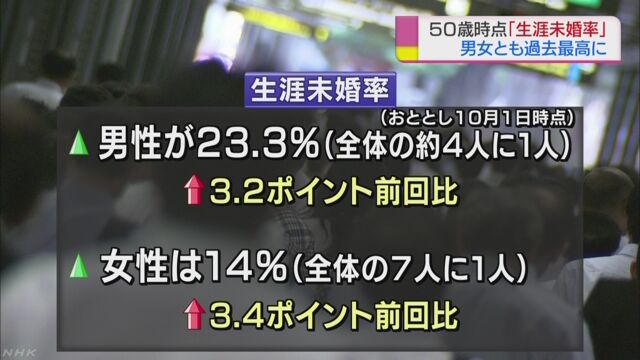 50歳時点「生涯未婚率」
男女とも過去最高に
生涯未婚率
(おととし10月1日時点)
男性が23.3%(全体の約4人に1人)
3.2ポイント前回比
女性は14%(全体の7人に1人)
3.4ポイント前回比
NHK